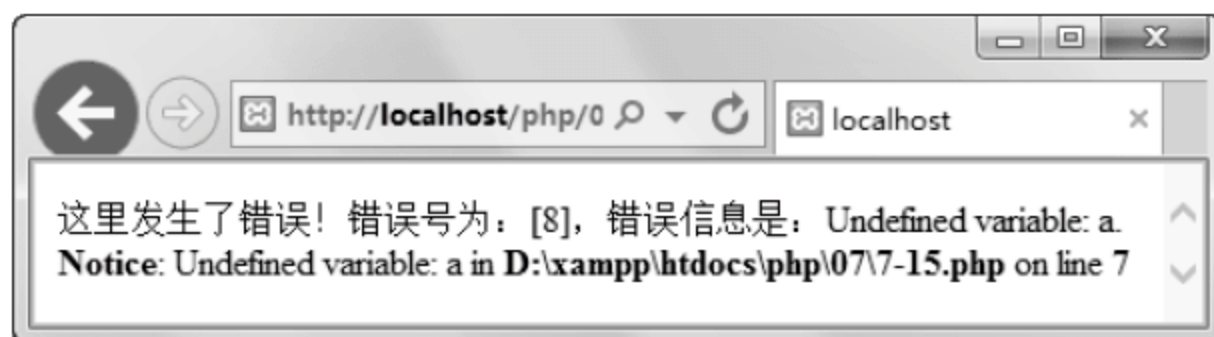 http://localhost/php/0
localhost
这里发生了错误！错误号为：[8]，错误信息是：Undefined variable: a.
Notice: Undefined variable: a in D:\xampp\htdocs\php\07\7-15.php on line 7